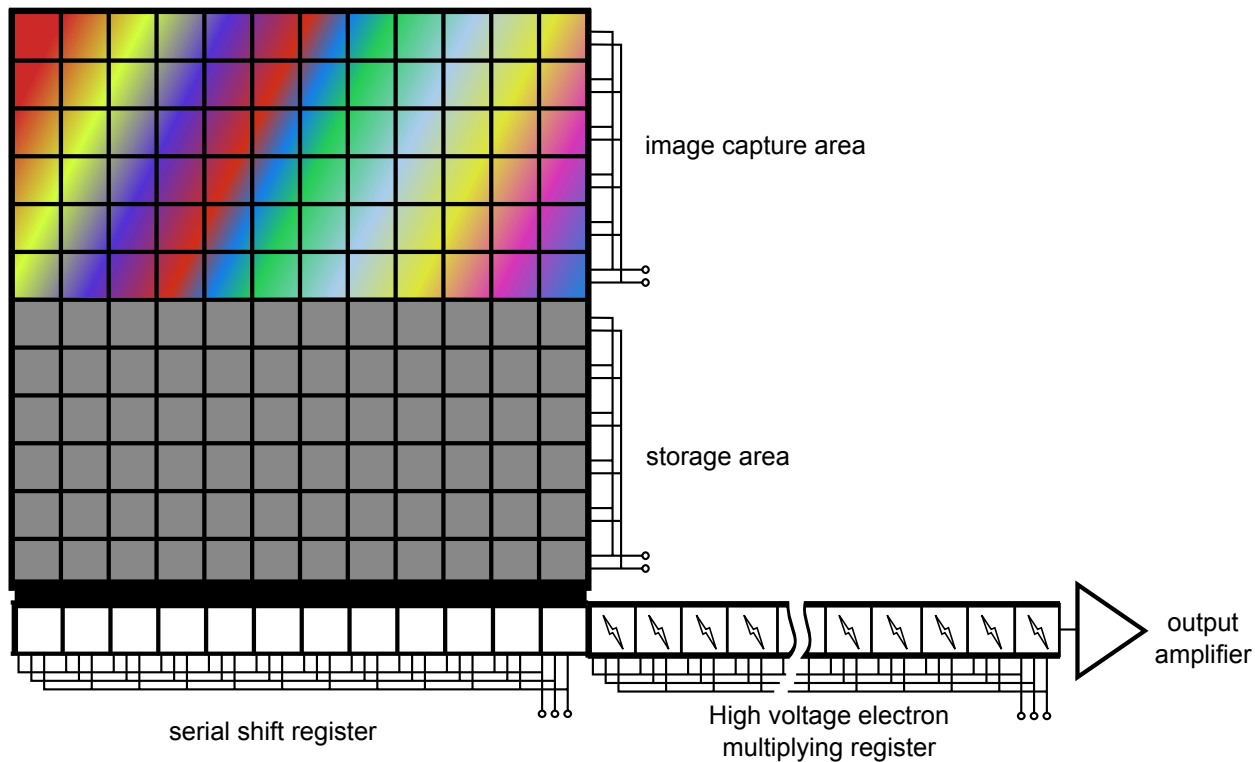 image capture area
storage area
output
amplifier
serial shift register
High voltage electron
multiplying register